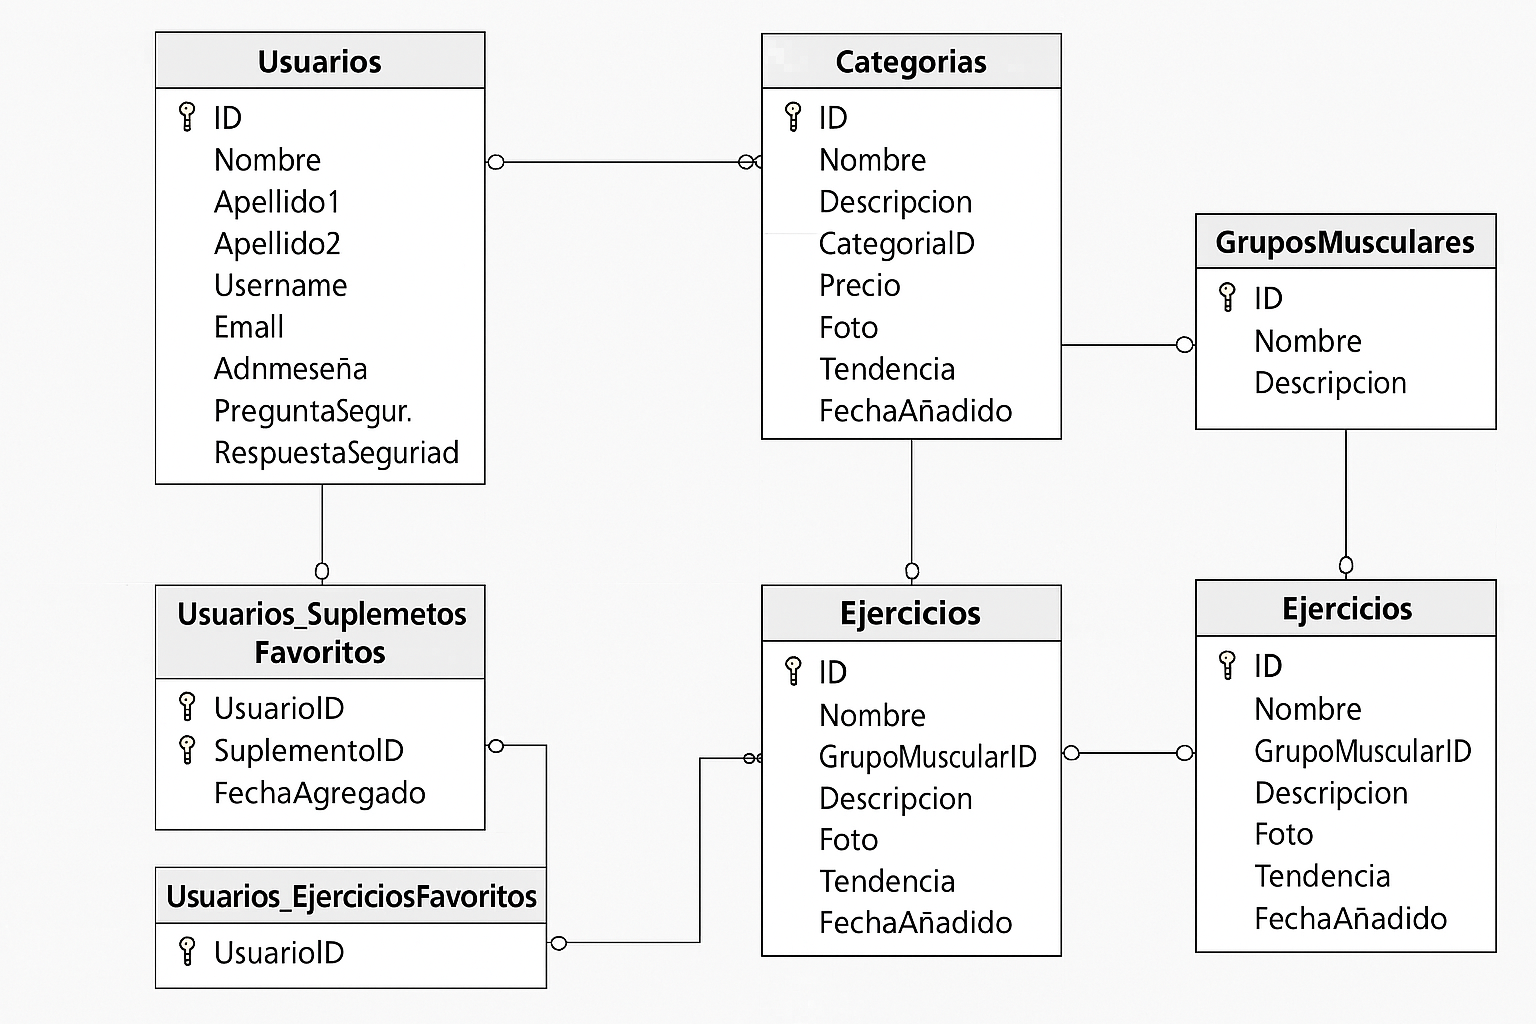 Usuarios
ID
Nombre
Apellido1
Apellido2
Username
Emall
Adnmeseña
PreguntaSegur.
RespuestaSeguriad
Categorias
ID
Nombre
Descripcion
CategoriaID
Precio
Foto
Tendencia
FechaAñadido
GruposMusculares
ID
Nombre
Descripcion
Usuarios_Suplemetos
Favoritos
UsuarioID
SuplementoID
FechaAgregado
Usuarios_EjerciciosFavoritos
UsuarioID
Ejercicios
ID
Nombre
GrupoMuscularID
Descripcion
Foto
Tendencia
FechaAñadido
Ejercicios
ID
Nombre
GrupoMuscularID
Descripcion
Foto
Tendencia
FechaAñadido